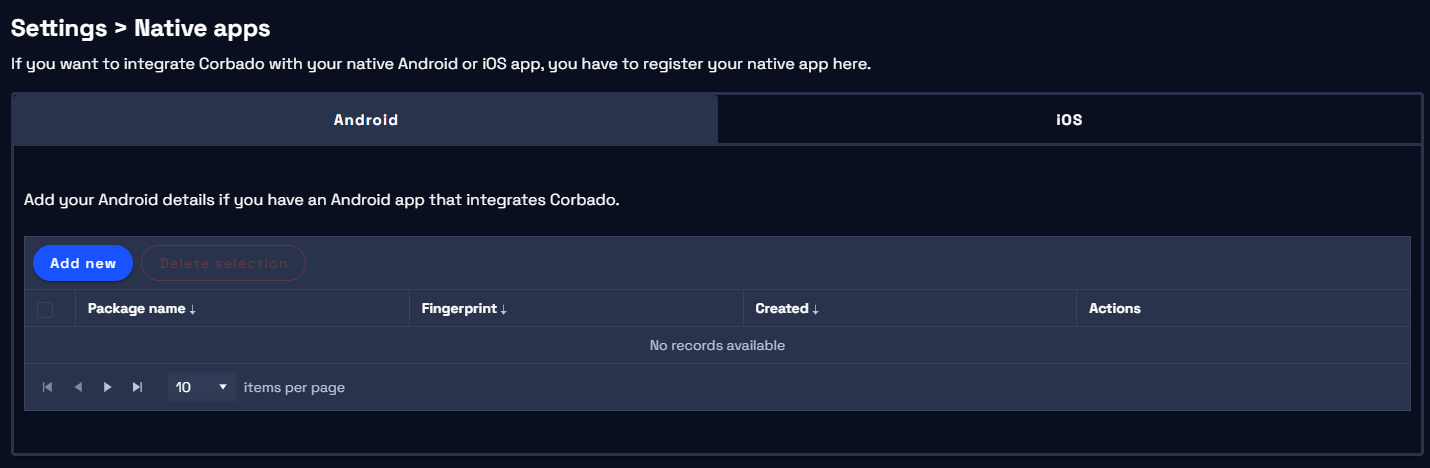 Settings > Native apps
If you want to integrate Corbado with your native Android or iOS app, you have to register your native app here.
Android iOS
Add your Android details if you have an Android app that integrates Corbado.
Add new Delete selection
Package name ↓ Fingerprint ↓ Created ↓ Actions
No records available
10 items per page